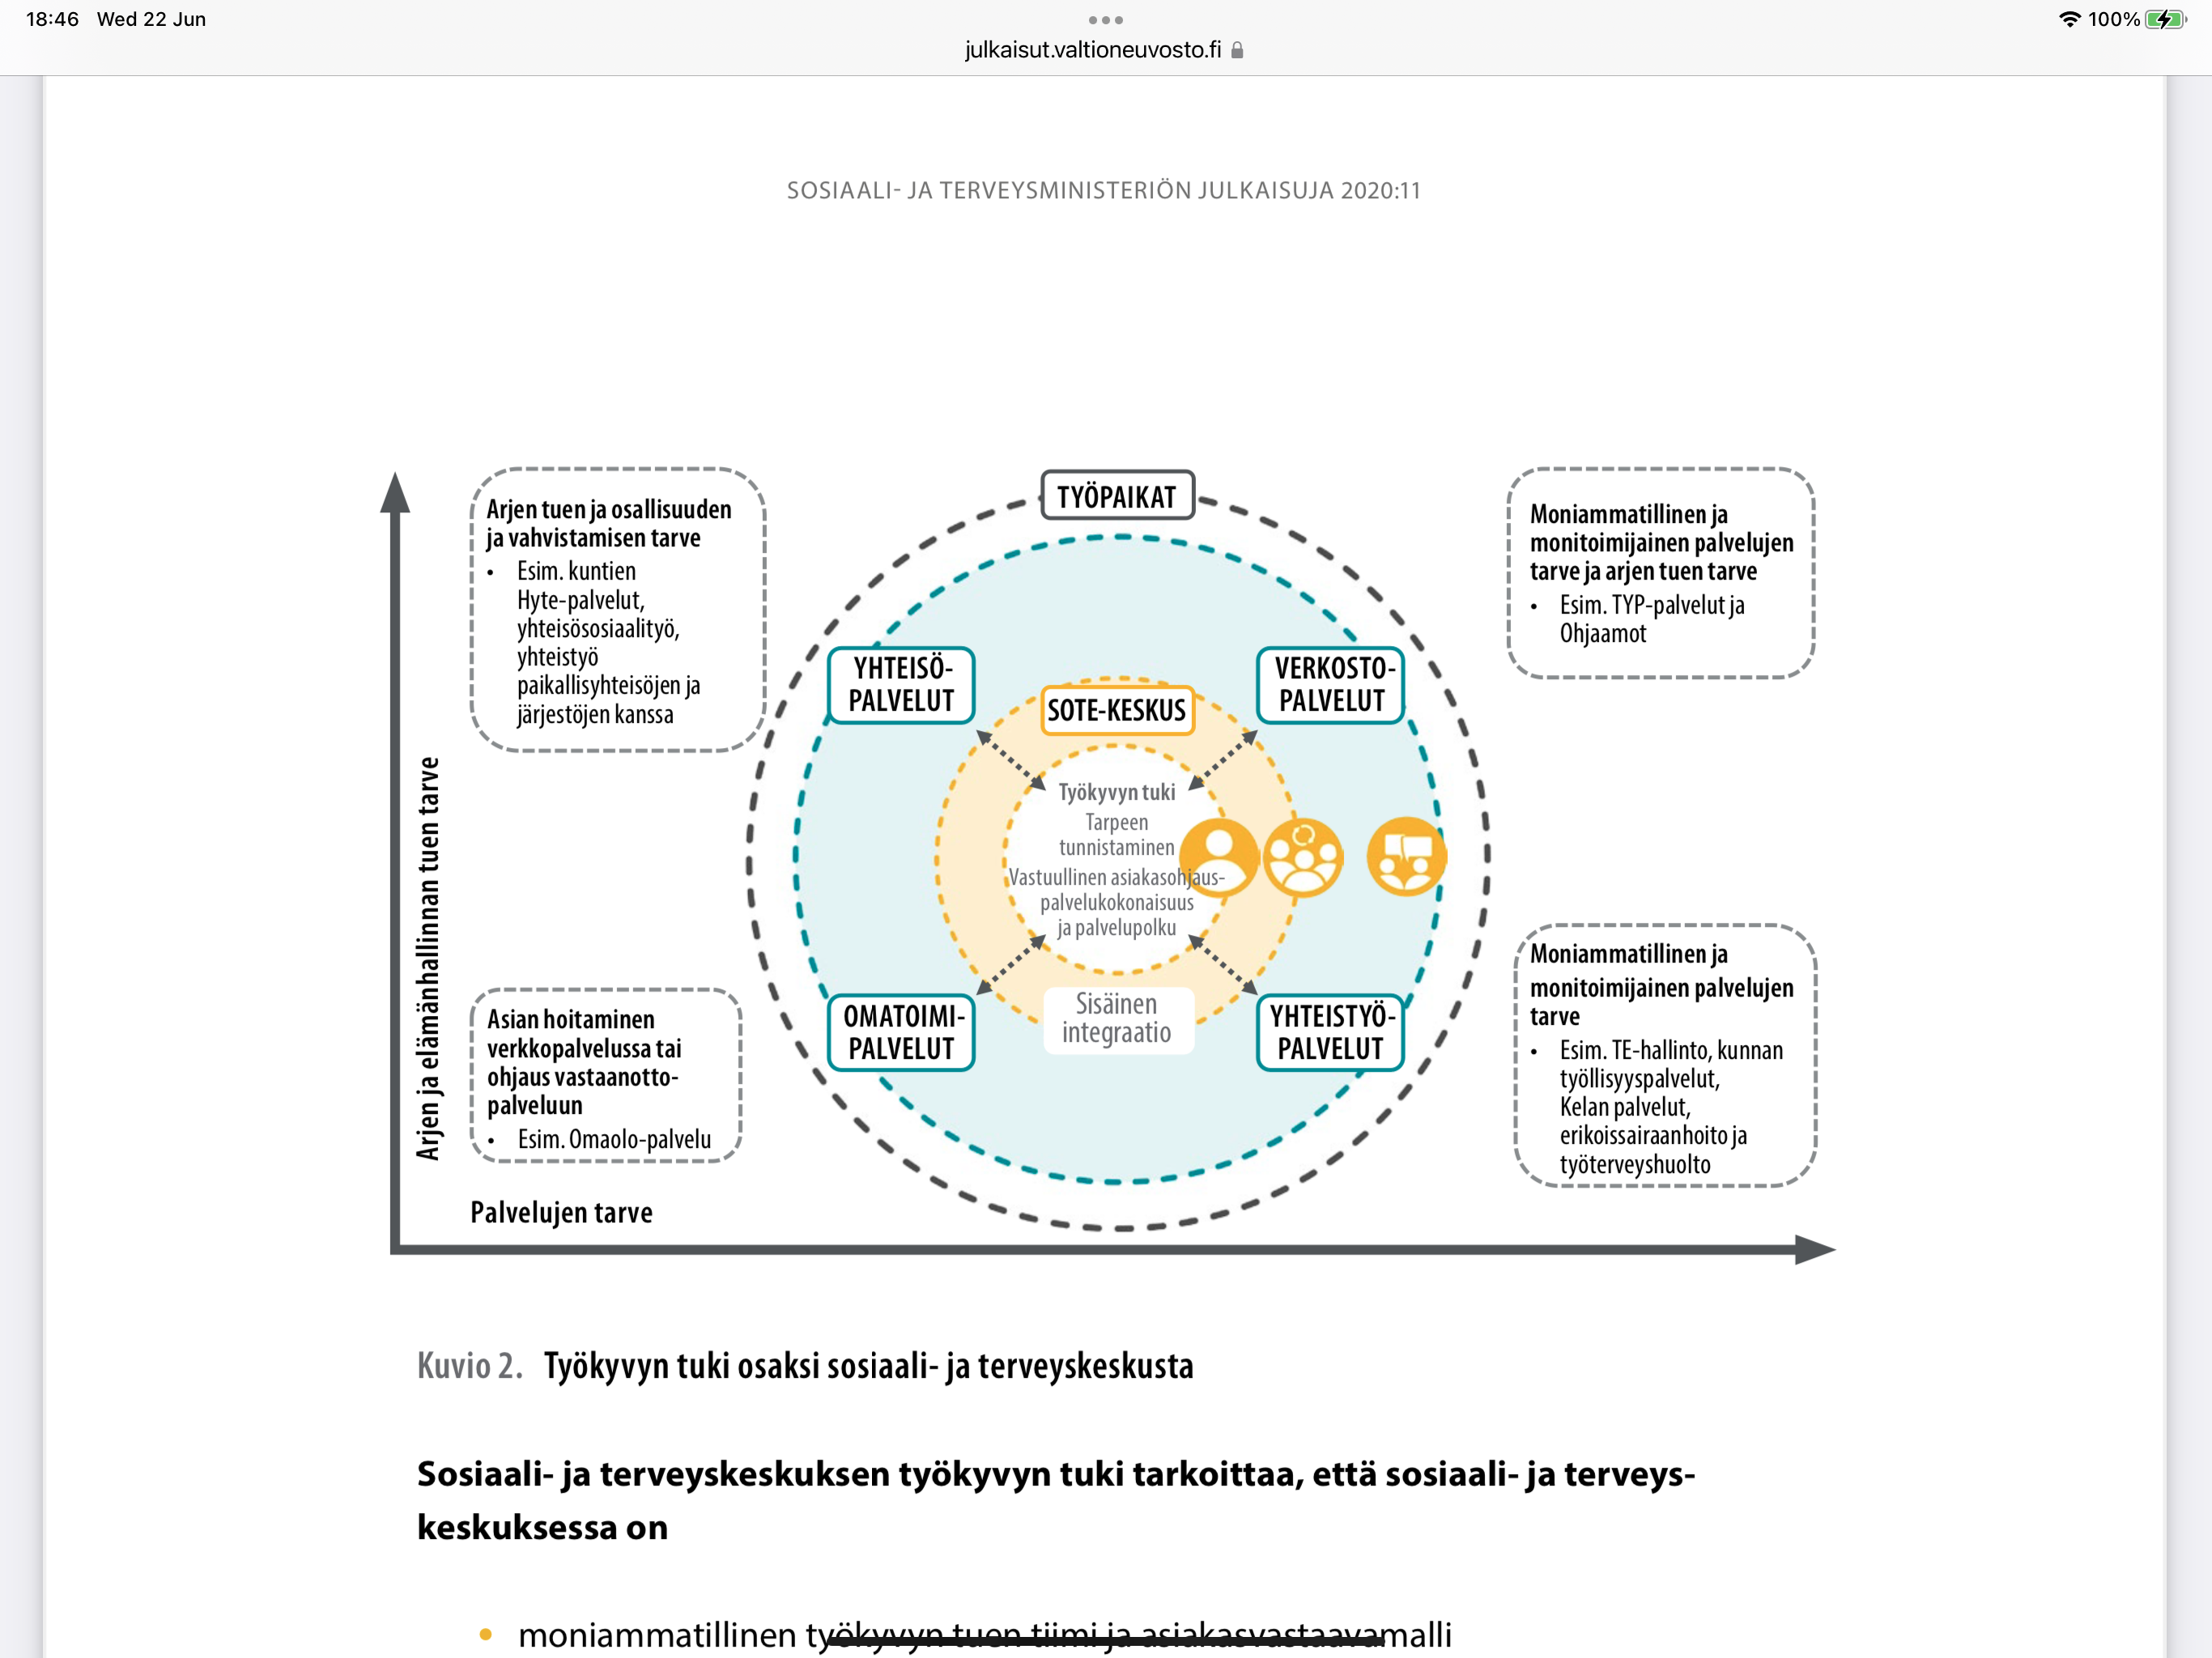 18:46 Wed 22 Jun
100%
julkaisut.valtioneuvosto.fi
SOSIAALI- JA TERVEYSMINISTERIÖN JULKAISUJA 2020:11
Arjen ja elämänhallinnan tuen tarve
Arjen tuen ja osallisuuden
ja vahvistamisen tarve
• Esim. kuntien
Hyte-palvelut,
yhteisösosiaalityö,
yhteistyö
paikallisyhteisöjen ja
järjestöjen kanssa
TYÖPAIKAT
Moniammatillinen ja
monitoimijainen palvelujen
tarve ja arjen tuen tarve
• Esim. TYP-palvelut ja
Ohjaamot
YHTEISÖ-
PALVELUT
SOTE-KESKUS
VERKOSTO-
PALVELUT
Työkyvyn tuki
Tarpeen
tunnistaminen
Vastuullinen asiakasohjaus-
palvelukokonaisuus
ja palvelupolku
OMATOIMI-
PALVELUT
Sisäinen
integraatio
YHTEISTYÖ-
PALVELUT
Asian hoitaminen
verkkopalvelussa tai
ohjaus vastaanotto-
palveluun
• Esim. Omaolo-palvelu
Moniammatillinen ja
monitoimijainen palvelujen
tarve
• Esim. TE-hallinto, kunnan
työllisyyspalvelut,
Kelan palvelut,
erikoissairaanhoito ja
työterveyshuolto
Palvelujen tarve
Kuvio 2. Työkyvyn tuki osaksi sosiaali- ja terveyskeskusta
Sosiaali- ja terveyskeskuksen työkyvyn tuki tarkoittaa, että sosiaali- ja terveys-
keskuksessa on
• moniammatillinen työkyvyn tuen tiimi ja asiakasvastaavamalli